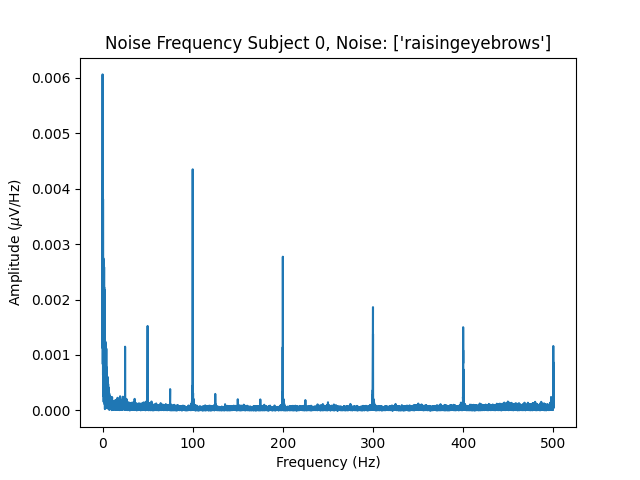 Noise Frequency Subject 0, Noise: ['raisingeyebrows']
0.006
0.005
0.004
0.003
0.002
0.001
0.000
Amplitude (μV/Hz)
0 100 200 300 400 500
Frequency (Hz)